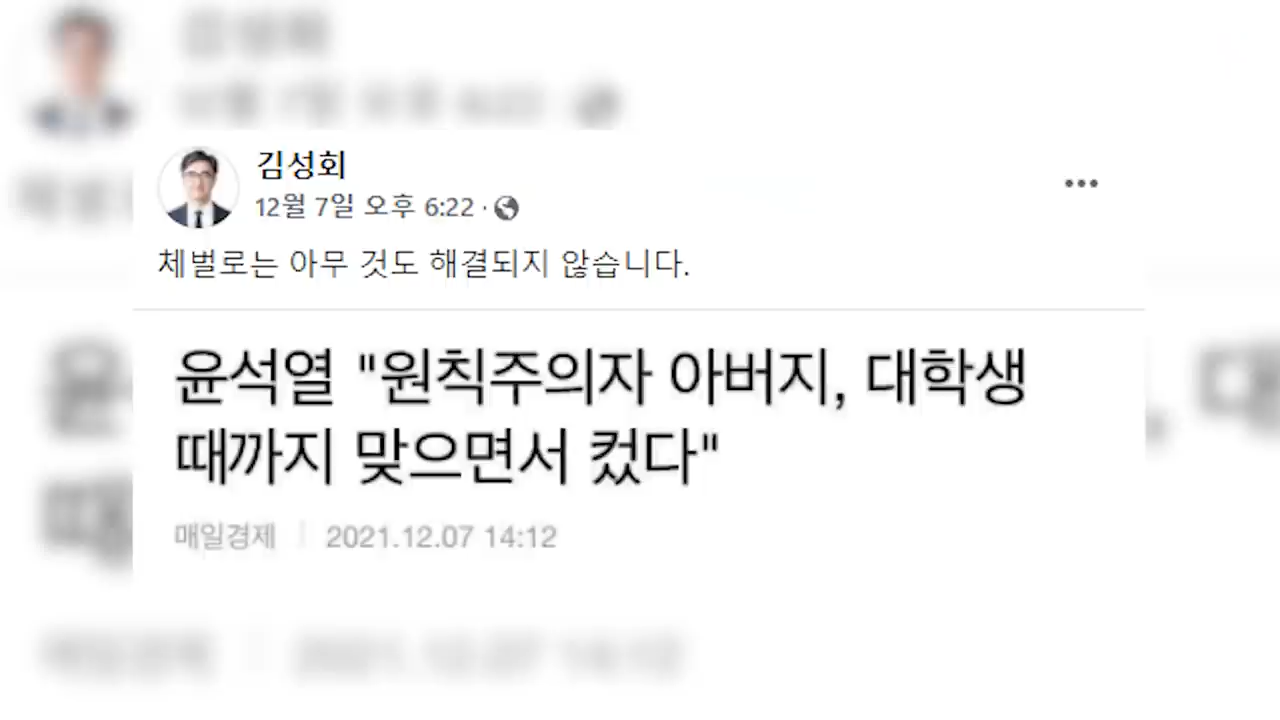 김성회
12월 7일 오후 6:22 ·
체벌로는 아무 것도 해결되지 않습니다.
윤석열 "원칙주의자 아버지, 대학생
때까지 맞으면서 컸다"
매일경제 | 2021.12.07 14:12